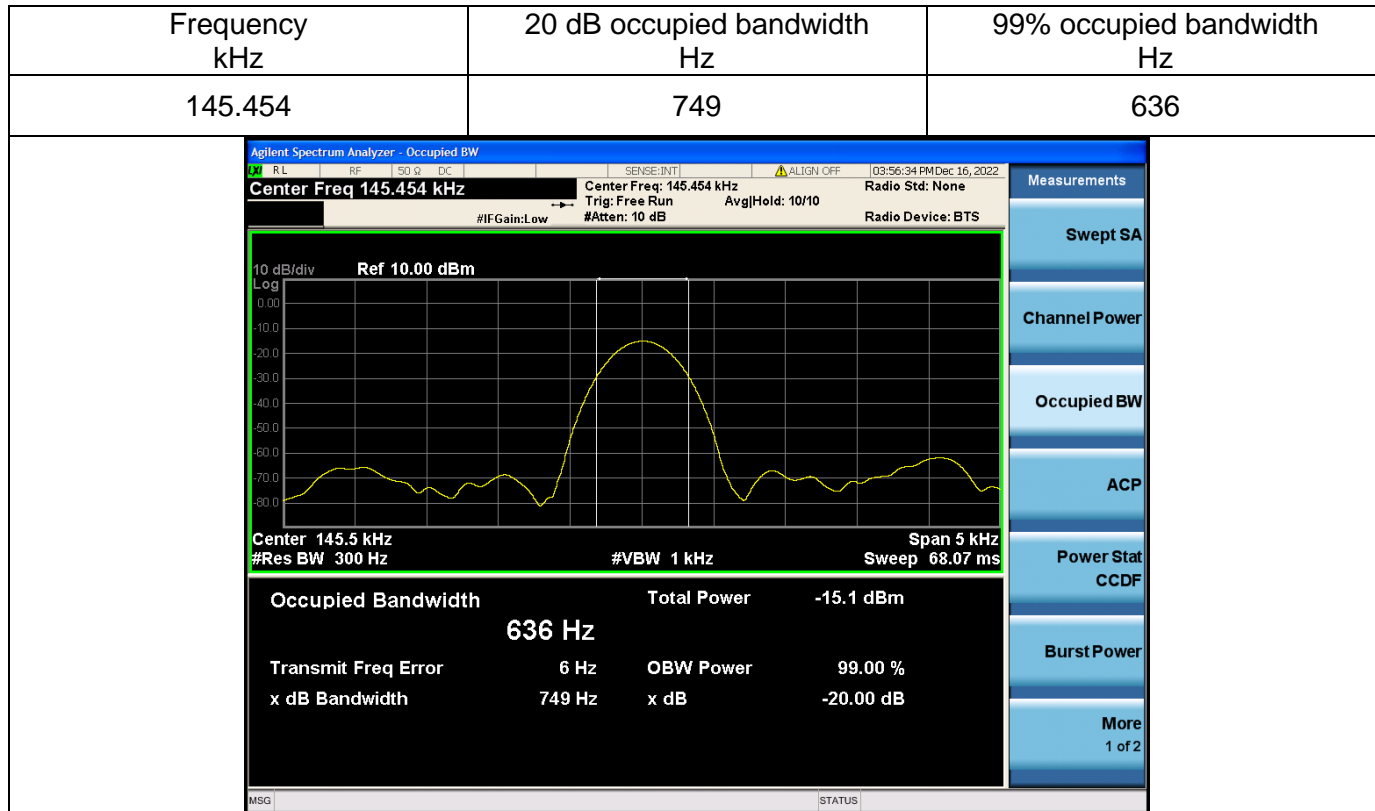 Frequency
kHz
20 dB occupied bandwidth
Hz
99% occupied bandwidth
Hz
145.454
749
636
Agilent Spectrum Analyzer - Occupied BW
LXI RL RF 50 Ω DC SENSE:INT ALIGN OFF 03:56:34 PM Dec 16, 2022
Center Freq 145.454 kHz
Center Freq: 145.454 kHz
Radio Std: None
Trig: Free Run Avg|Hold: 10/10
#IFGain:Low #Atten: 10 dB
Radio Device: BTS
10 dB/div Ref 10.00 dBm
Log
0.00
-10.0
-20.0
-30.0
-40.0
-50.0
-60.0
-70.0
-80.0
Center 145.5 kHz Span 5 kHz
#Res BW 300 Hz #VBW 1 kHz Sweep 68.07 ms
Occupied Bandwidth Total Power -15.1 dBm
636 Hz
Transmit Freq Error 6 Hz OBW Power 99.00 %
x dB Bandwidth 749 Hz x dB -20.00 dB
MSG STATUS
Measurements
Swept SA
Channel Power
Occupied BW
ACP
Power Stat
CCDF
Burst Power
More
1 of 2